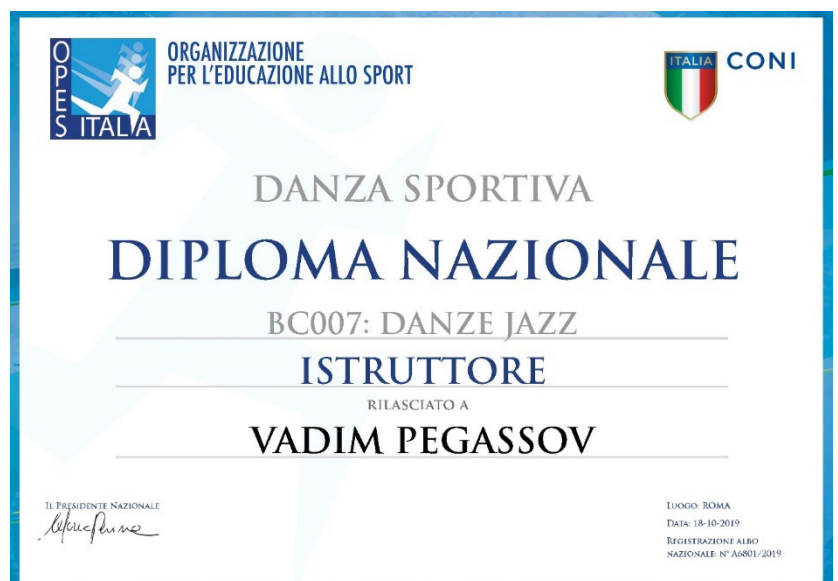 OPES ITALIA
ORGANIZZAZIONE
PER L'EDUCAZIONE ALLO SPORT
ITALIA
CONI
DANZA SPORTIVA
DIPLOMA NAZIONALE
BC007: DANZE JAZZ
ISTRUTTORE
RILASCIATO A
VADIM PEGASSOV
IL PRESIDENTE NAZIONALE
LUOGO: ROMA
DATA: 18-10-2019
REGISTRAZIONE ALBO
NAZIONALE: N° A6801/2019